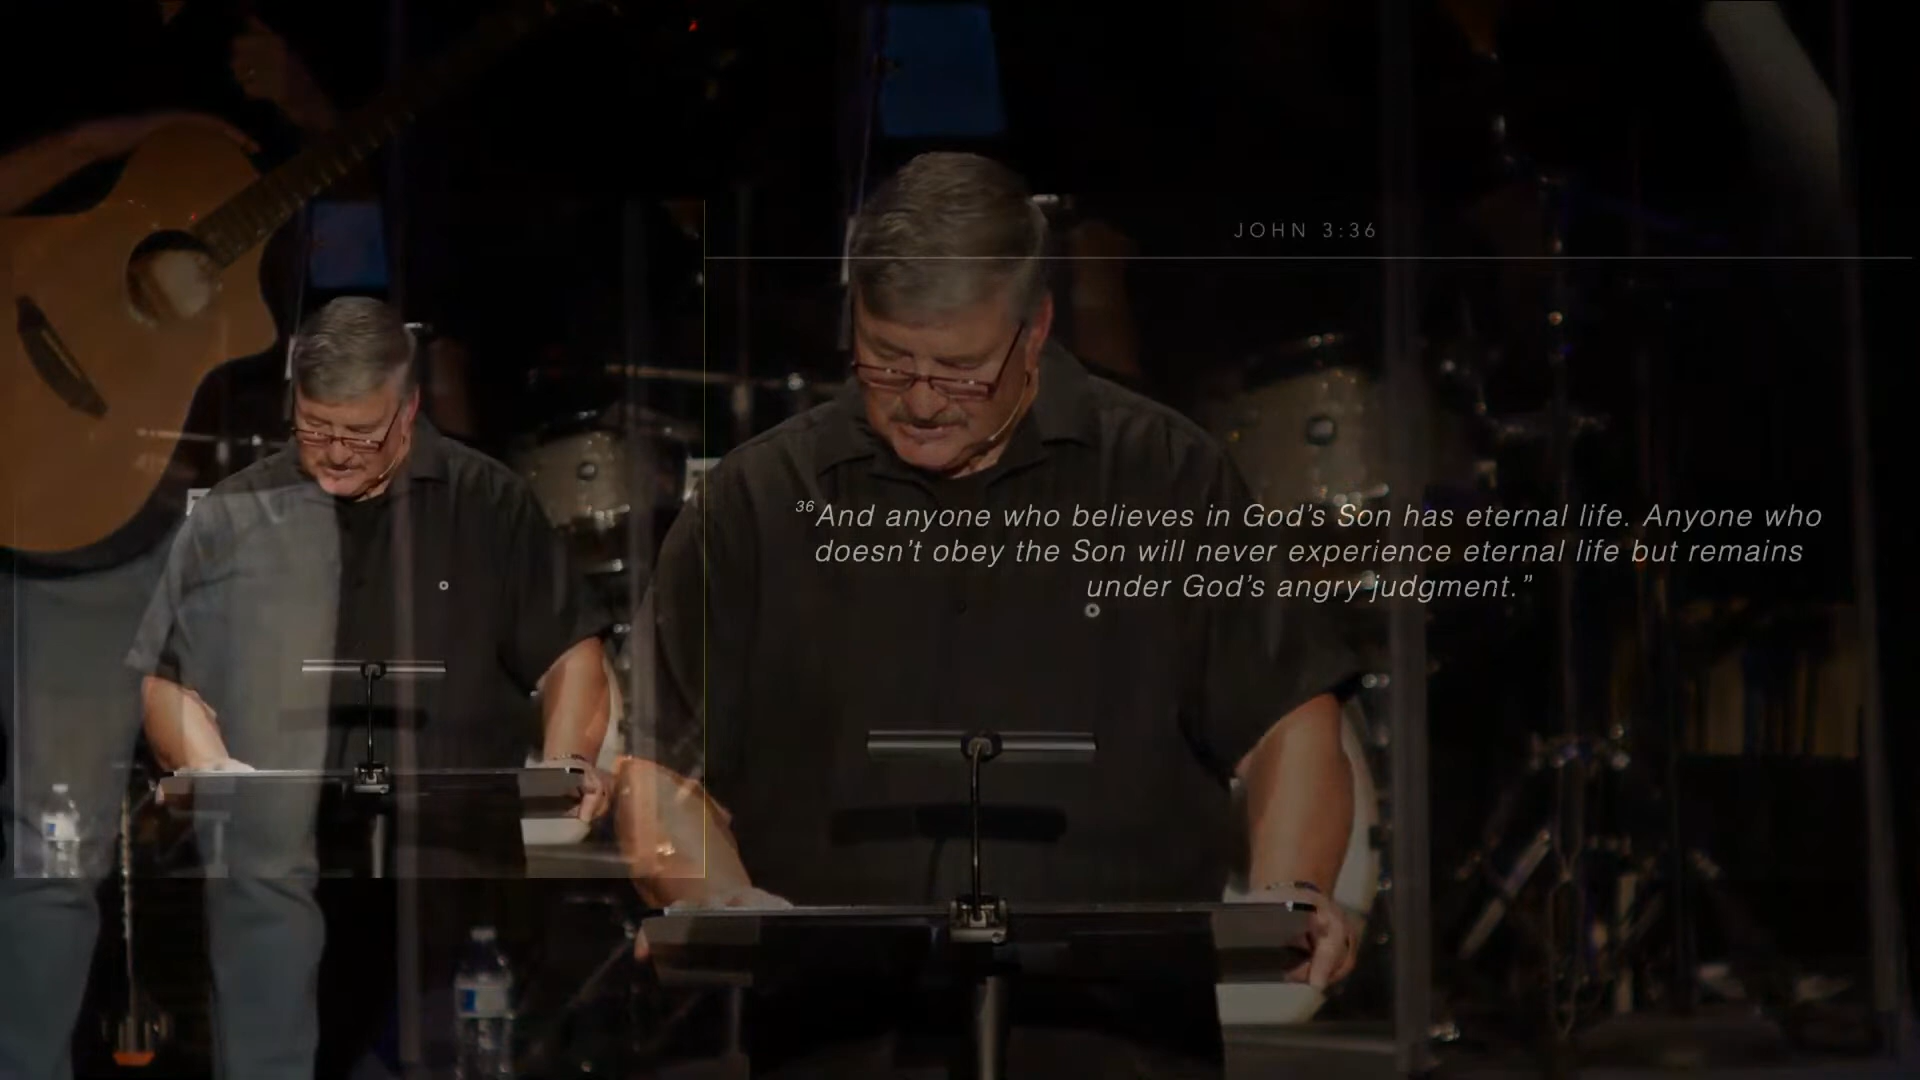 JOHN 3:36
³⁶And anyone who believes in God’s Son has eternal life. Anyone who
doesn’t obey the Son will never experience eternal life but remains
under God’s angry judgment.”